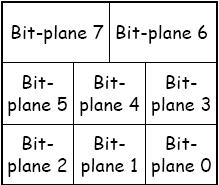 Bit-plane 7 Bit-plane 6
Bit- Bit- Bit-
plane 5 plane 4 plane 3
Bit- Bit- Bit-
plane 2 plane 1 plane 0